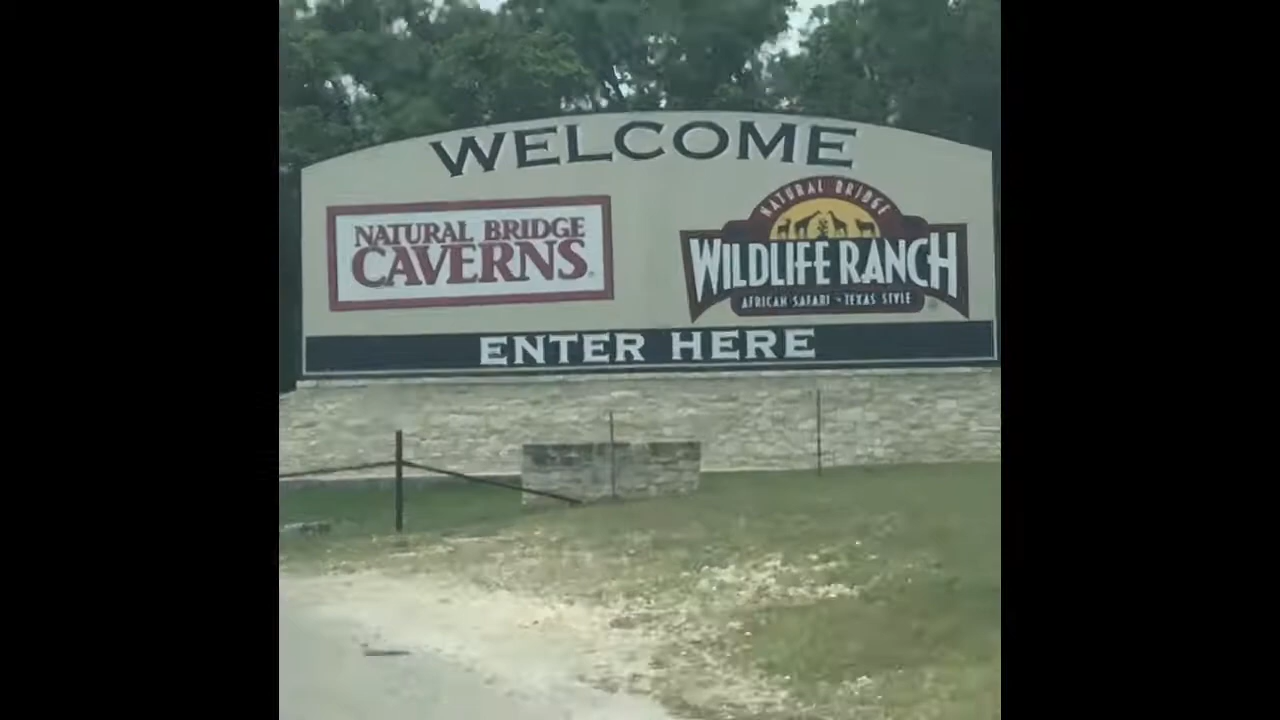 WELCOME
NATURAL BRIDGE
CAVERNS
NATURAL BRIDGE
WILDLIFE RANCH
AFRICAN SAFARI - TEXAS STYLE
ENTER HERE